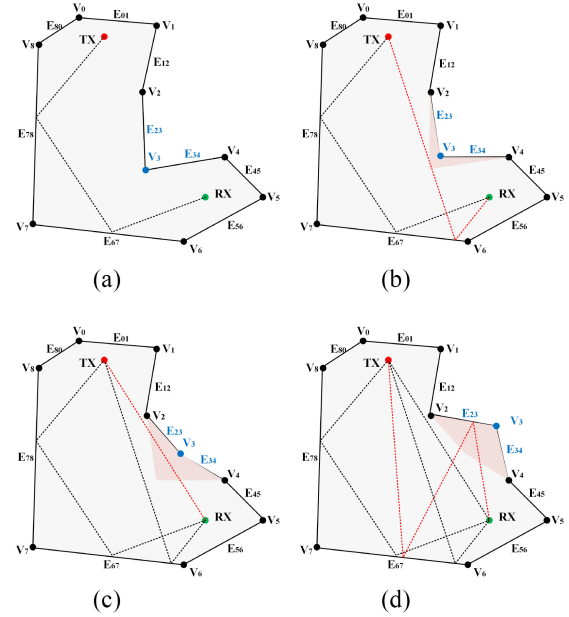 V0
E01
E80
V1
TX
V8
E12
V2
E23
E78
V3
E34
V4
E45
RX
V5
V7
E67
E56
V6
(a)
V0
E01
E80
V1
TX
V8
E12
V2
E23
E78
V3
E34
V4
E45
RX
V5
V7
E67
E56
V6
(b)
V0
E01
E80
V1
TX
V8
E12
V2
E23
V3
E78
E34
V4
E45
RX
V5
V7
E67
E56
V6
(c)
V0
E01
E80
V1
TX
V8
E12
V2
E23
V3
E78
E34
V4
E45
RX
V5
V7
E67
E56
V6
(d)